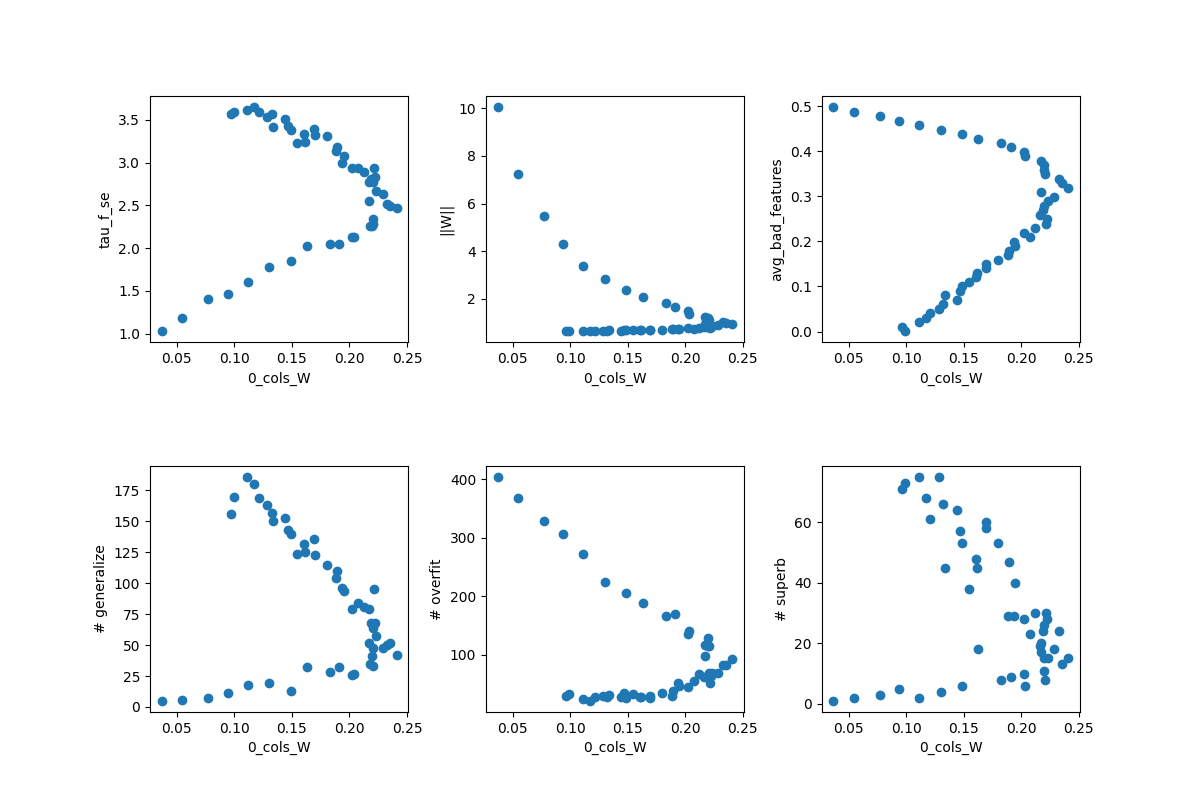 3.5
3.0
2.5
2.0
1.5
1.0
tau_f_se
0.05 0.10 0.15 0.20 0.25
0_cols_W
10
8
6
4
2
||W||
0.05 0.10 0.15 0.20 0.25
0_cols_W
0.5
0.4
0.3
0.2
0.1
0.0
avg_bad_features
0.05 0.10 0.15 0.20 0.25
0_cols_W
175
150
125
100
75
50
25
0
# generalize
0.05 0.10 0.15 0.20 0.25
0_cols_W
400
300
200
100
# overfit
0.05 0.10 0.15 0.20 0.25
0_cols_W
60
40
20
0
# superb
0.05 0.10 0.15 0.20 0.25
0_cols_W